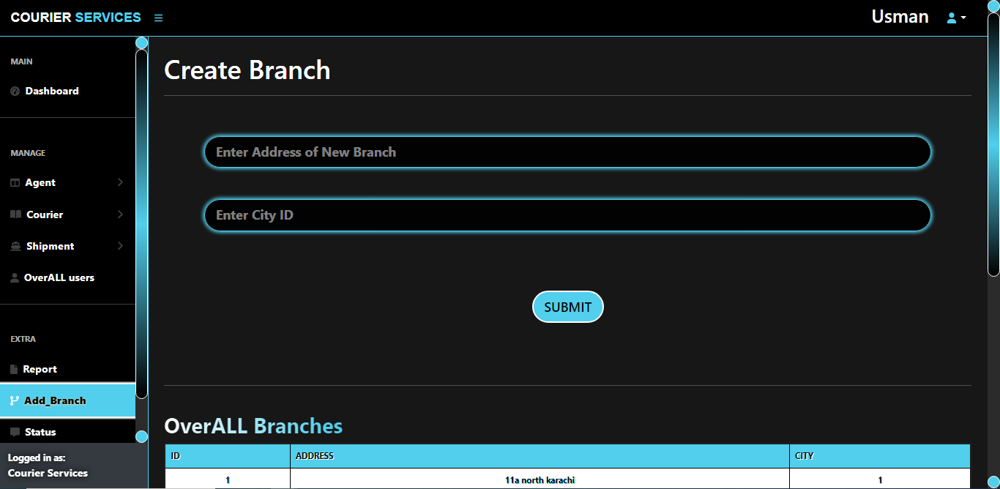 COURIER SERVICES
Usman
MAIN
Dashboard
MANAGE
Agent
Courier
Shipment
OverALL users
EXTRA
Report
Add_Branch
Status
Logged in as:
Courier Services
Create Branch
Enter Address of New Branch
Enter City ID
SUBMIT
OverALL Branches
ID ADDRESS CITY
1 11a north karachi 1